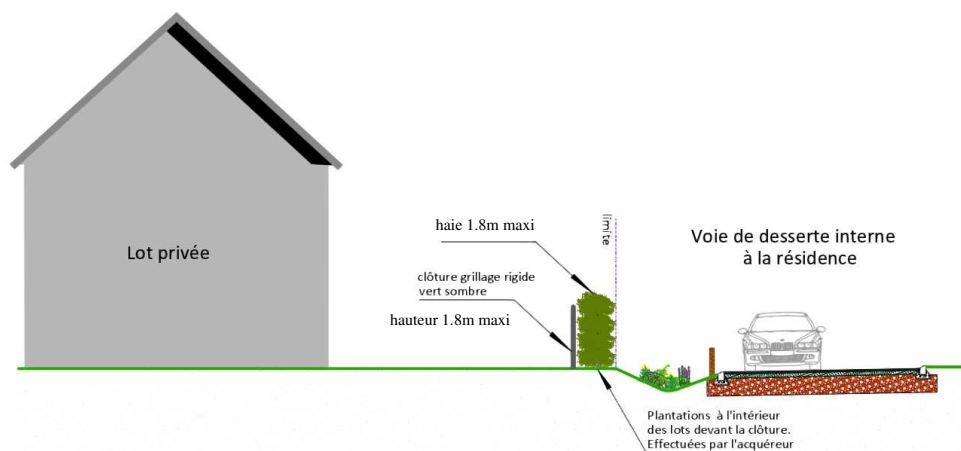 Lot privée
haie 1.8m maxi
clôture grillage rigide
vert sombre
hauteur 1.8m maxi
limite
Voie de desserte interne
à la résidence
Plantations à l'intérieur
des lots devant la clôture.
Effectuées par l'acquéreur